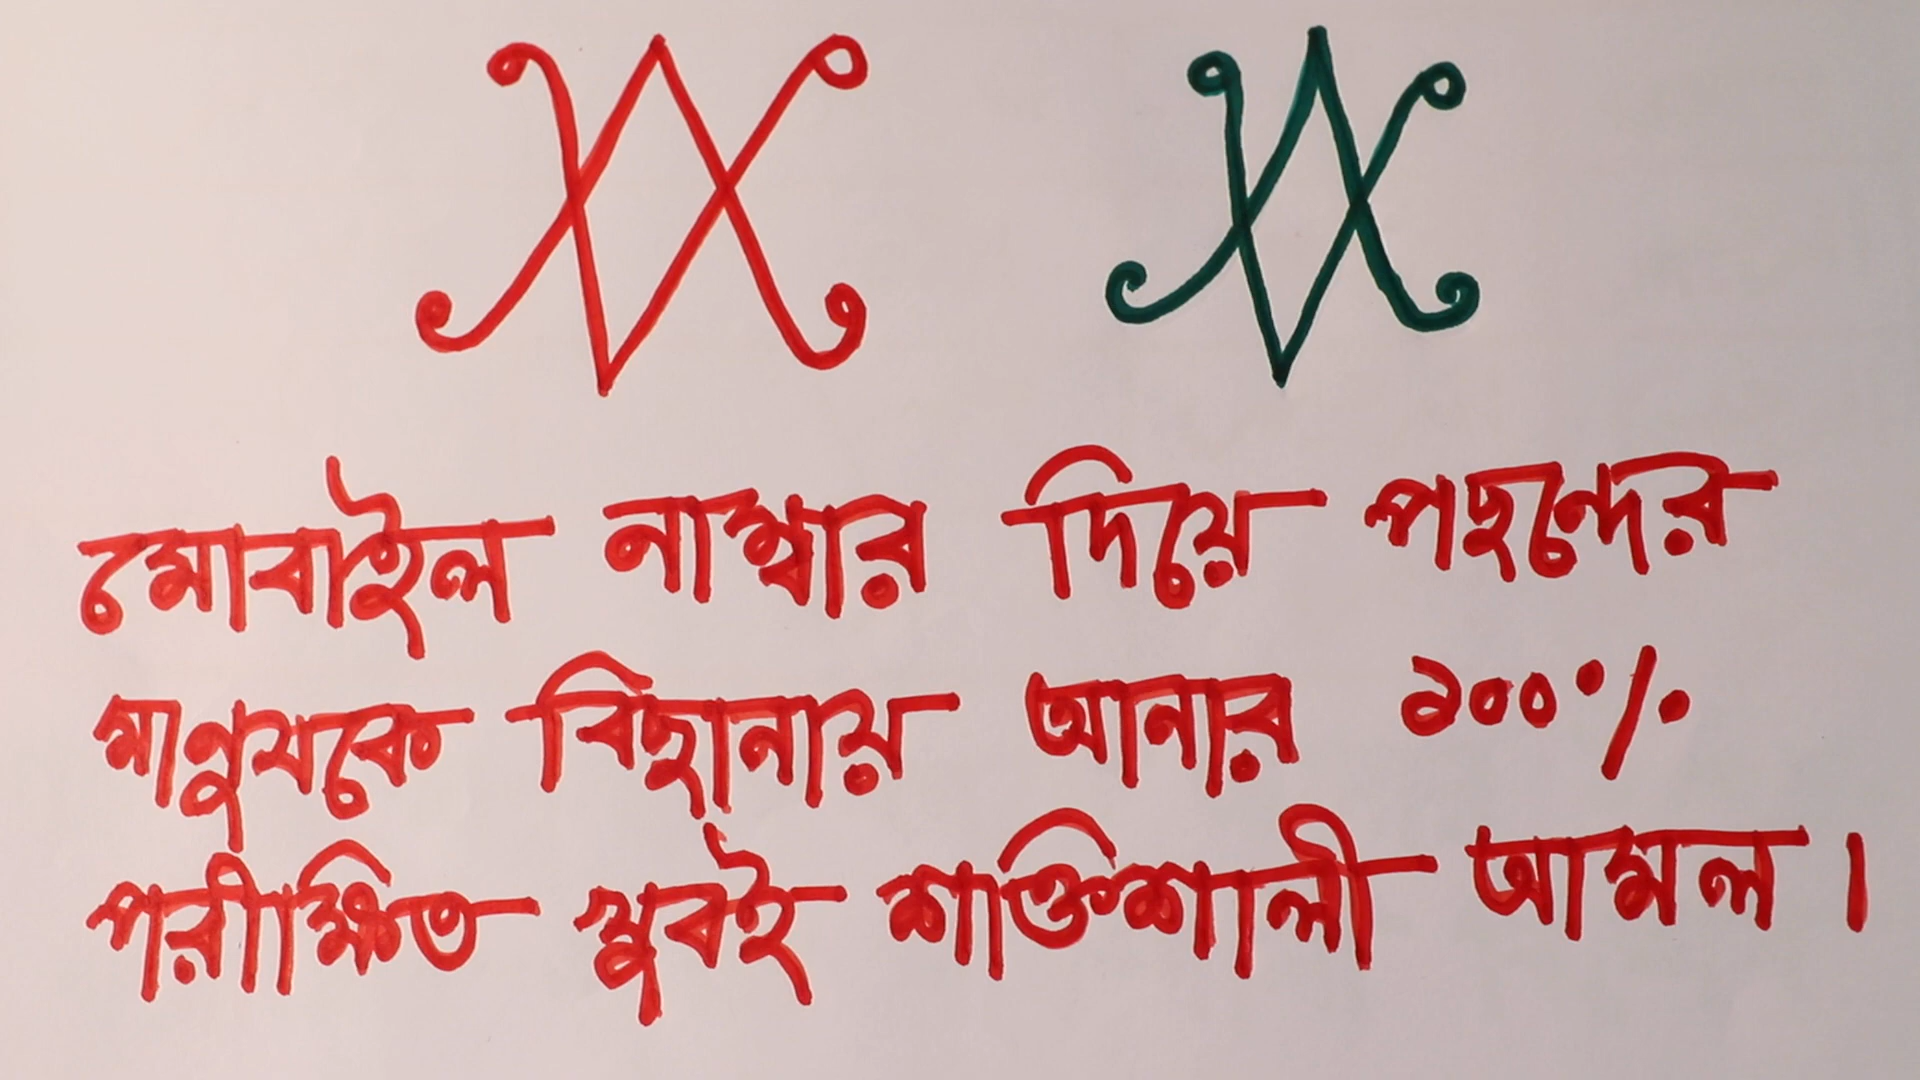 মোবাইল নাম্বার দিয়ে পছন্দের
মানুষকে বিছানায় আনার ১০০%
পরীক্ষিত খুবই শক্তিশালী আমল।